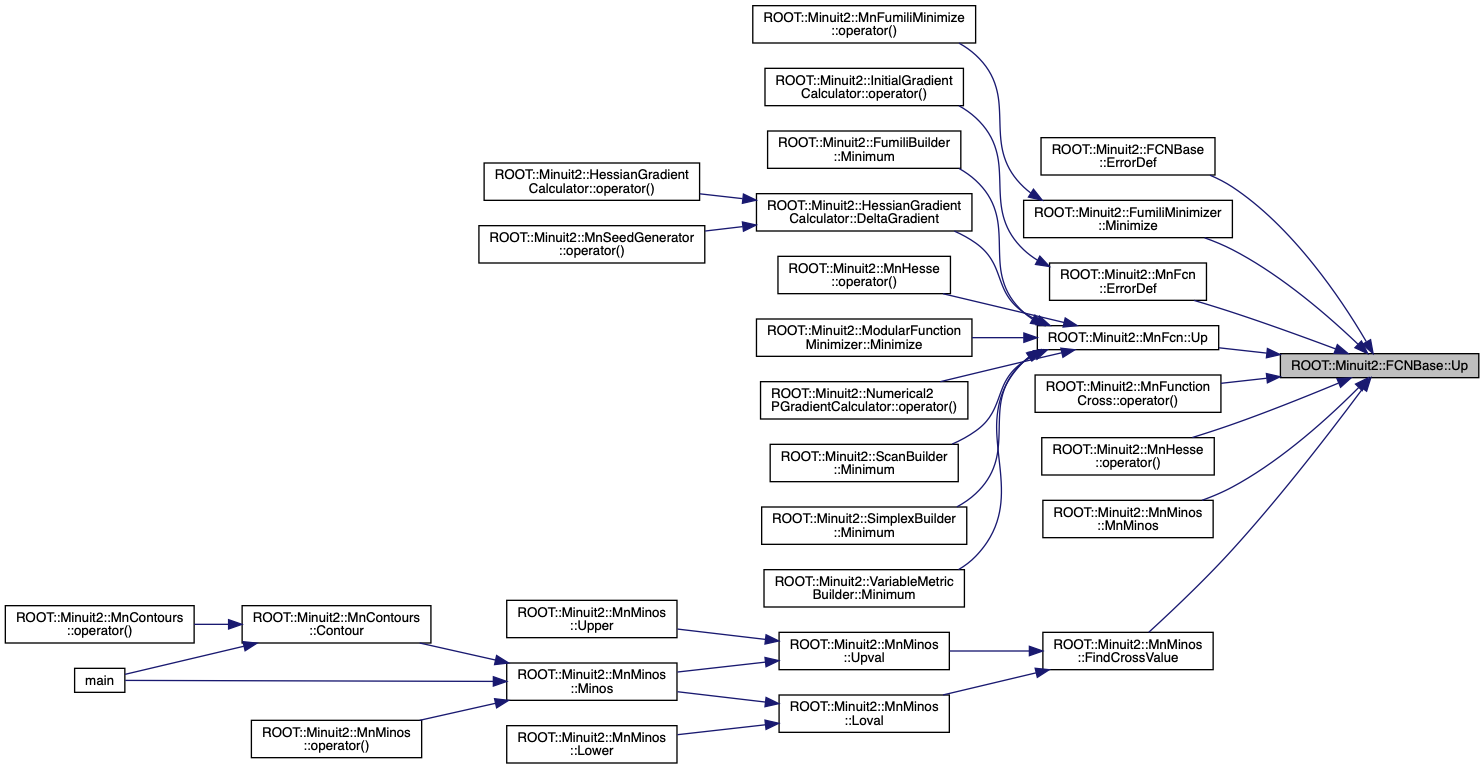 ROOT::Minuit2::MnFumiliMinimize
::operator()
ROOT::Minuit2::InitialGradient
Calculator::operator()
ROOT::Minuit2::FumiliBuilder
::Minimum
ROOT::Minuit2::FCNBase
::ErrorDef
ROOT::Minuit2::HessianGradient
Calculator::operator()
ROOT::Minuit2::HessianGradient
Calculator::DeltaGradient
ROOT::Minuit2::FumiliMinimizer
::Minimize
ROOT::Minuit2::MnSeedGenerator
::operator()
ROOT::Minuit2::MnHesse
::operator()
ROOT::Minuit2::MnFcn
::ErrorDef
ROOT::Minuit2::ModularFunction
Minimizer::Minimize
ROOT::Minuit2::MnFcn::Up
ROOT::Minuit2::FCNBase::Up
ROOT::Minuit2::Numerical2
PGradientCalculator::operator()
ROOT::Minuit2::MnFunction
Cross::operator()
ROOT::Minuit2::ScanBuilder
::Minimum
ROOT::Minuit2::MnHesse
::operator()
ROOT::Minuit2::SimplexBuilder
::Minimum
ROOT::Minuit2::MnMinos
::MnMinos
ROOT::Minuit2::VariableMetric
Builder::Minimum
ROOT::Minuit2::MnContours
::operator()
ROOT::Minuit2::MnContours
::Contour
ROOT::Minuit2::MnMinos
::Upper
ROOT::Minuit2::MnMinos
::Upval
ROOT::Minuit2::MnMinos
::FindCrossValue
main
ROOT::Minuit2::MnMinos
::Minos
ROOT::Minuit2::MnMinos
::Loval
ROOT::Minuit2::MnMinos
::operator()
ROOT::Minuit2::MnMinos
::Lower